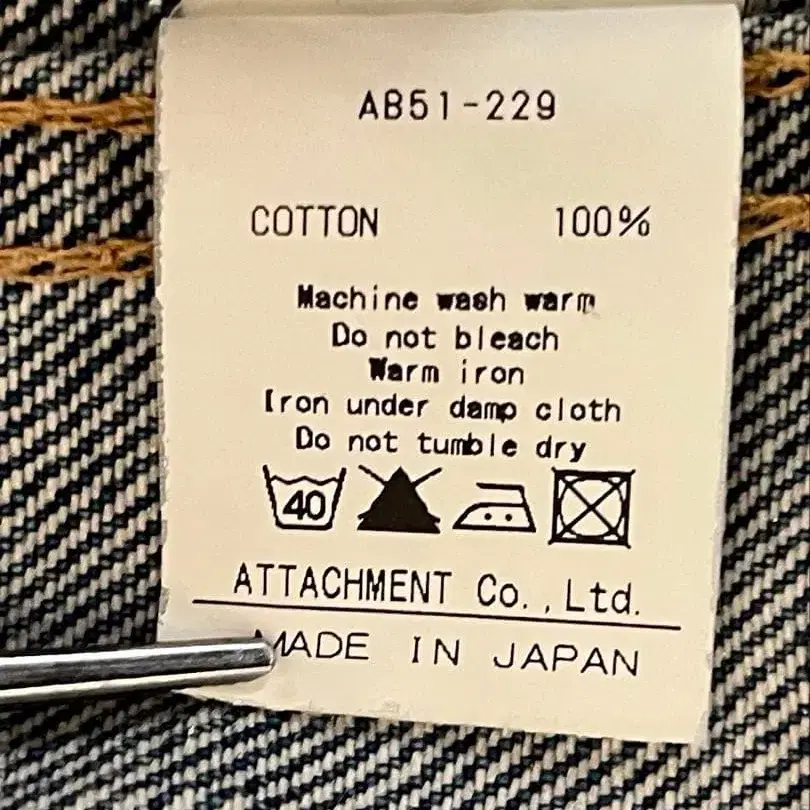 AB51-229
COTTON 100%
Machine wash warm
Do not bleach
Warm iron
Iron under damp cloth
Do not tumble dry
40
ATTACHMENT Co.,Ltd.
MADE IN JAPAN